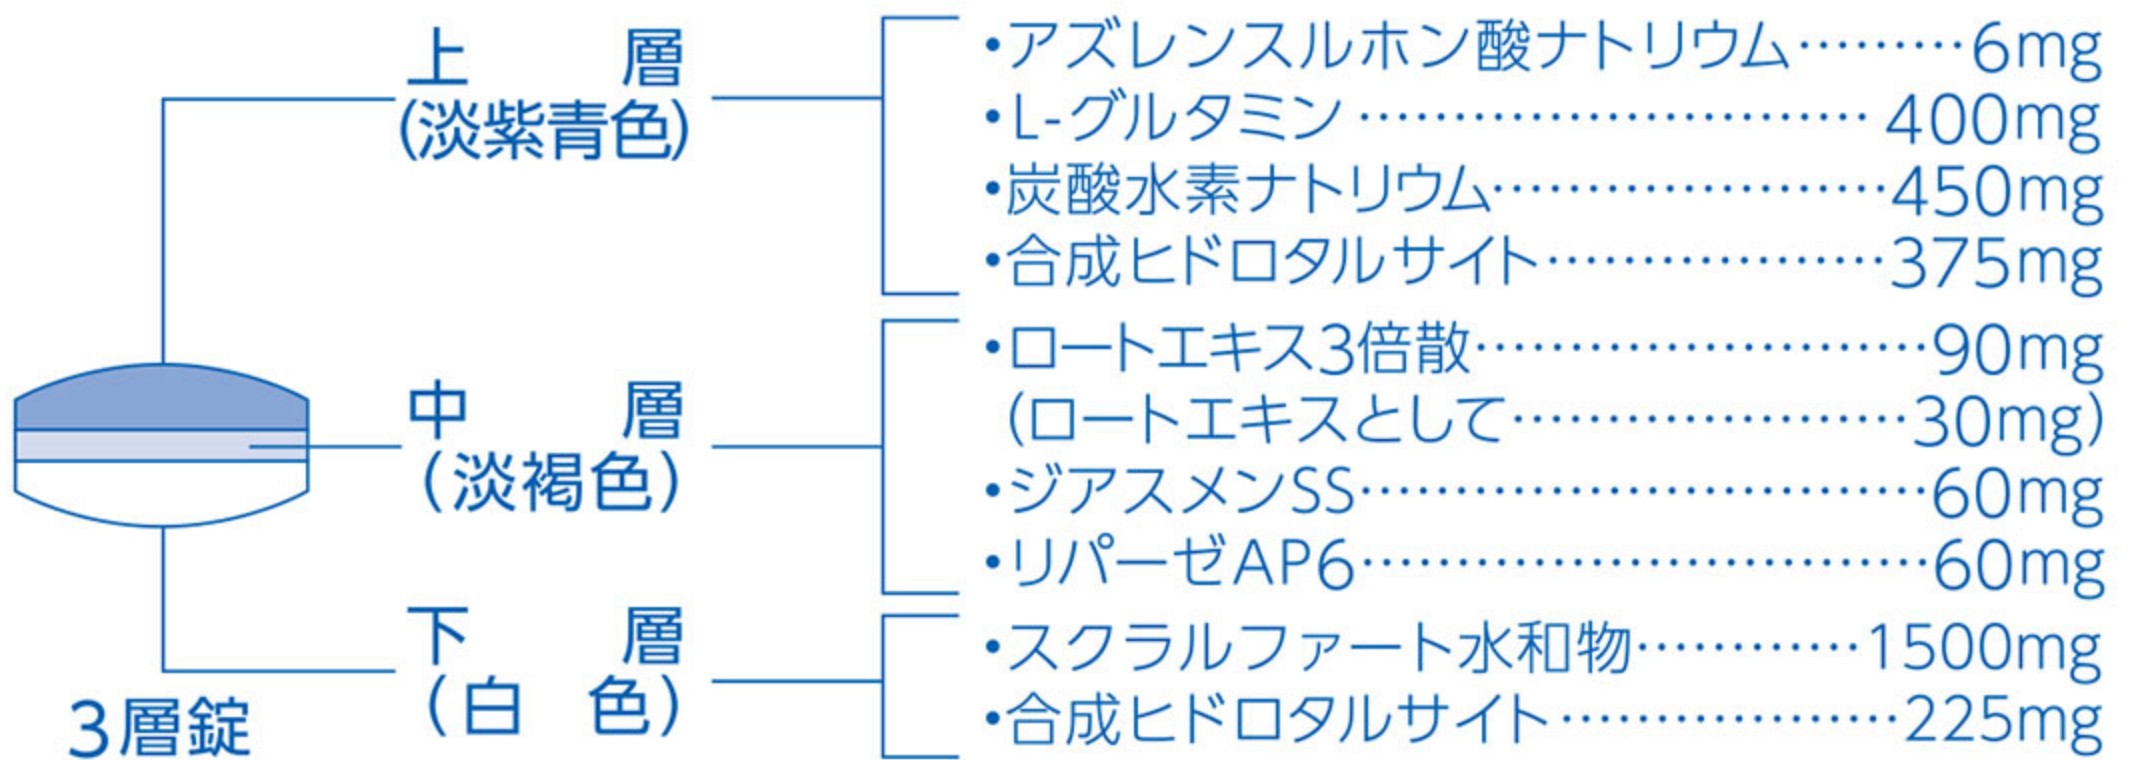 上層
(淡紫青色)
・アズレンスルホン酸ナトリウム………6mg
・L-グルタミン………………………400mg
・炭酸水素ナトリウム…………………450mg
・合成ヒドロタルサイト………………375mg
中層
(淡褐色)
・ロートエキス3倍散……………………90mg
(ロートエキスとして…………………30mg)
・ジアスメンSS…………………………60mg
・リパーゼAP6…………………………60mg
下層
(白色)
・スクラルファート水和物…………1500mg
・合成ヒドロタルサイト………………225mg
3層錠